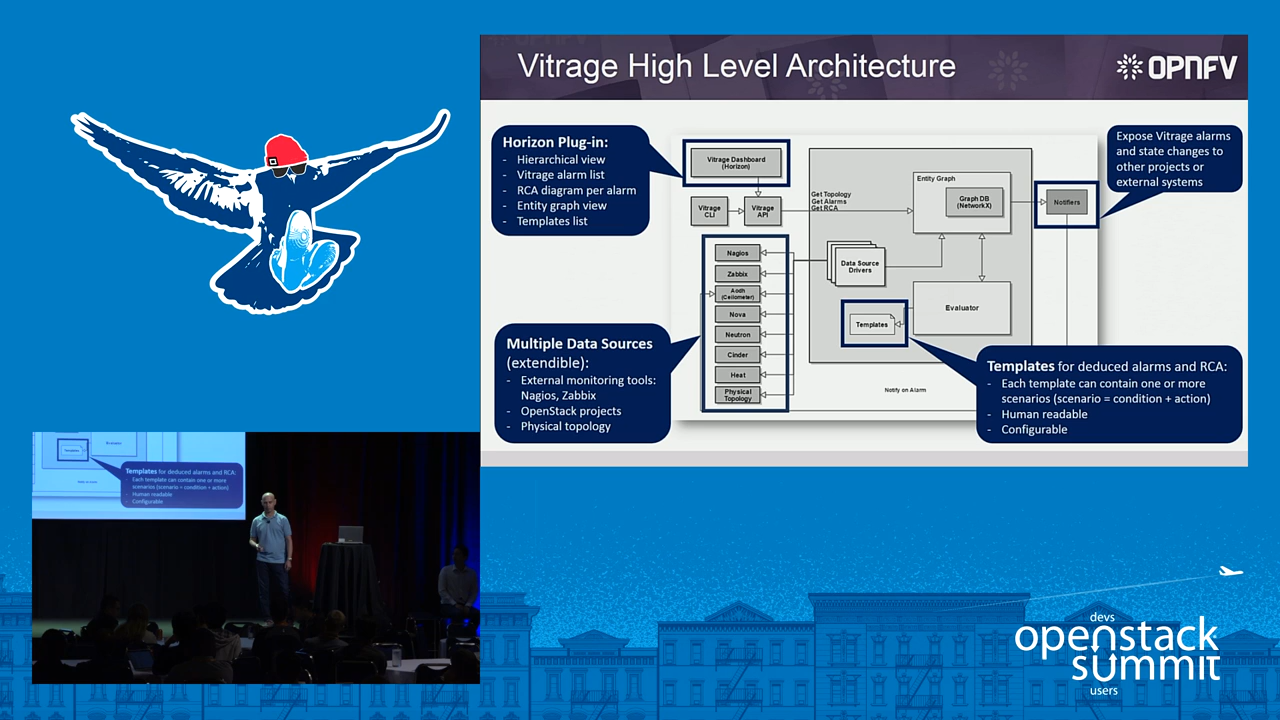 Vitrage High Level Architecture
OPNFV
Horizon Plug-in:
- Hierarchical view
- Vitrage alarm list
- RCA diagram per alarm
- Entity graph view
- Templates list
Expose Vitrage alarms
and state changes to
other projects or
external systems
Vitrage Dashboard
(Horizon)
Vitrage
CLI
Vitrage
API
Get Topology
Get Alarms
Get RCA
Entity Graph
Graph DB
(NetworkX)
Notifiers
Nagios
Zabbix
Aodh
(Ceilometer)
Nova
Neutron
Cinder
Heat
Physical
Topology
Data Source
Drivers
Templates
Evaluator
Notify on Alarm
Multiple Data Sources
(extendible):
- External monitoring tools:
Nagios, Zabbix
- OpenStack projects
- Physical topology
Templates for deduced alarms and RCA:
- Each template can contain one or more
scenarios (scenario = condition + action)
- Human readable
- Configurable
Templates for deduced alarms and RCA:
- Each template can contain one or more
scenarios (scenario = condition + action)
- Human readable
- Configurable
devs
openstack
summit
users